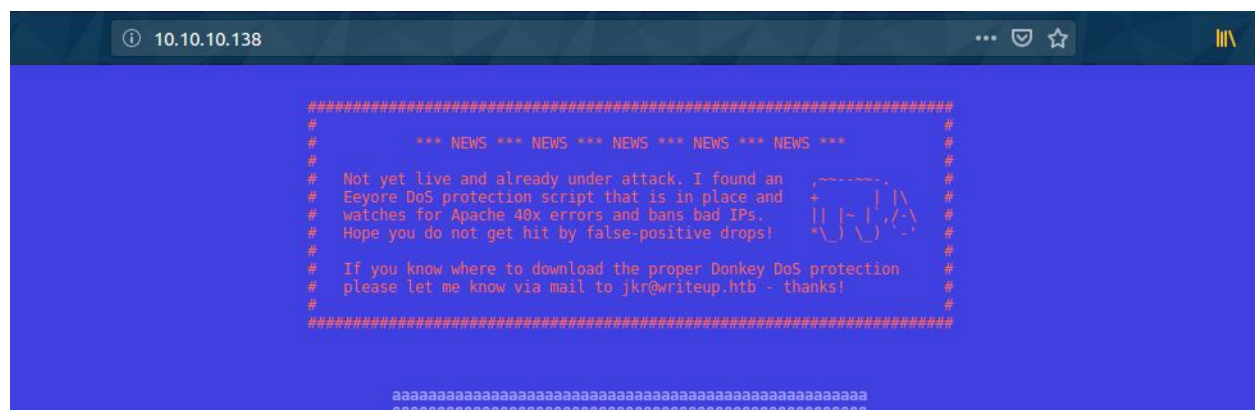 10.10.10.138
########################################################################
#                                                                      #
#           *** NEWS *** NEWS *** NEWS *** NEWS *** NEWS ***           #
#                                                                      #
#   Not yet live and already under attack. I found an   ,~~--~~-.      #
#   Eeyore DoS protection script that is in place and   +      | |\    #
#   watches for Apache 40x errors and bans bad IPs.     || |~ |`,/-\   #
#   Hope you do not get hit by false-positive drops!    *\_) \_) `-'   #
#                                                                      #
#   If you know where to download the proper Donkey DoS protection     #
#   please let me know via mail to jkr@writeup.htb - thanks!           #
#                                                                      #
########################################################################